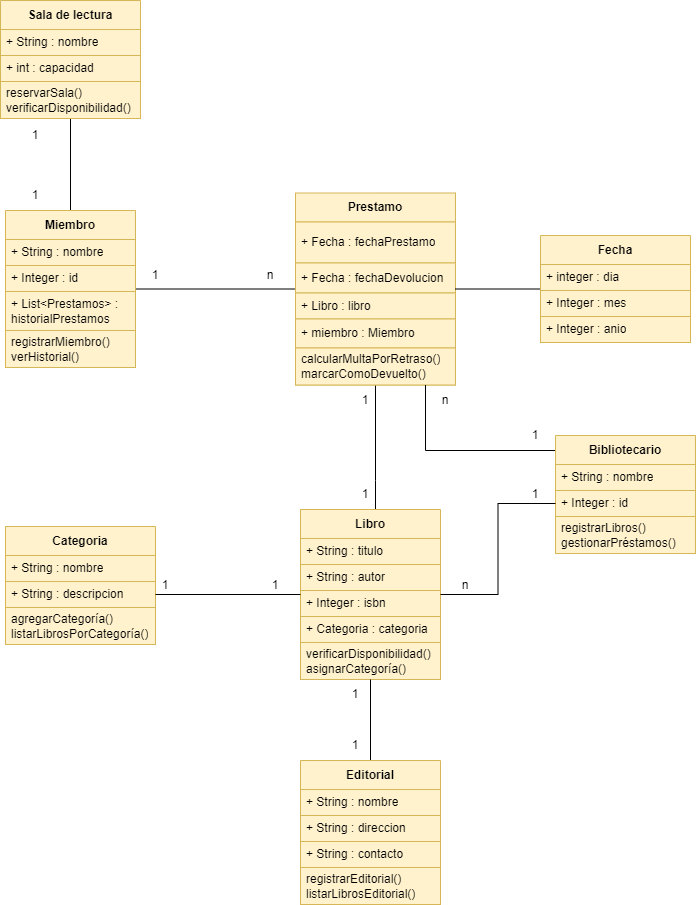 Sala de lectura
+ String : nombre
+ int : capacidad
reservarSala()
verificarDisponibilidad()
1
1
Miembro
+ String : nombre
+ Integer : id
+ List<Prestamos> :
historialPrestamos
registrarMiembro()
verHistorial()
1
n
Prestamo
+ Fecha : fechaPrestamo
+ Fecha : fechaDevolucion
+ Libro : libro
+ miembro : Miembro
calcularMultaPorRetraso()
marcarComoDevuelto()
Fecha
+ integer : dia
+ Integer : mes
+ Integer : anio
1
n
1
Bibliotecario
+ String : nombre
+ Integer : id
registrarLibros()
gestionarPréstamos()
1
1
n
Libro
+ String : titulo
+ String : autor
+ Integer : isbn
+ Categoria : categoria
verificarDisponibilidad()
asignarCategoría()
Categoria
+ String : nombre
+ String : descripcion
agregarCategoría()
listarLibrosPorCategoría()
1
1
1
1
Editorial
+ String : nombre
+ String : direccion
+ String : contacto
registrarEditorial()
listarLibrosEditorial()